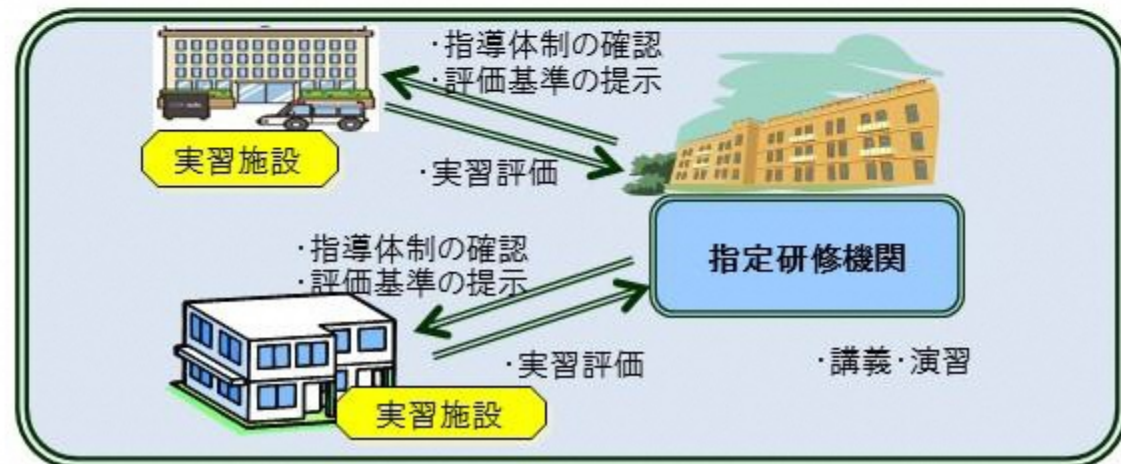 ・指導体制の確認
・評価基準の提示
実習施設
・実習評価
・指導体制の確認
・評価基準の提示
指定研修機関
・実習評価
・講義・演習
実習施設